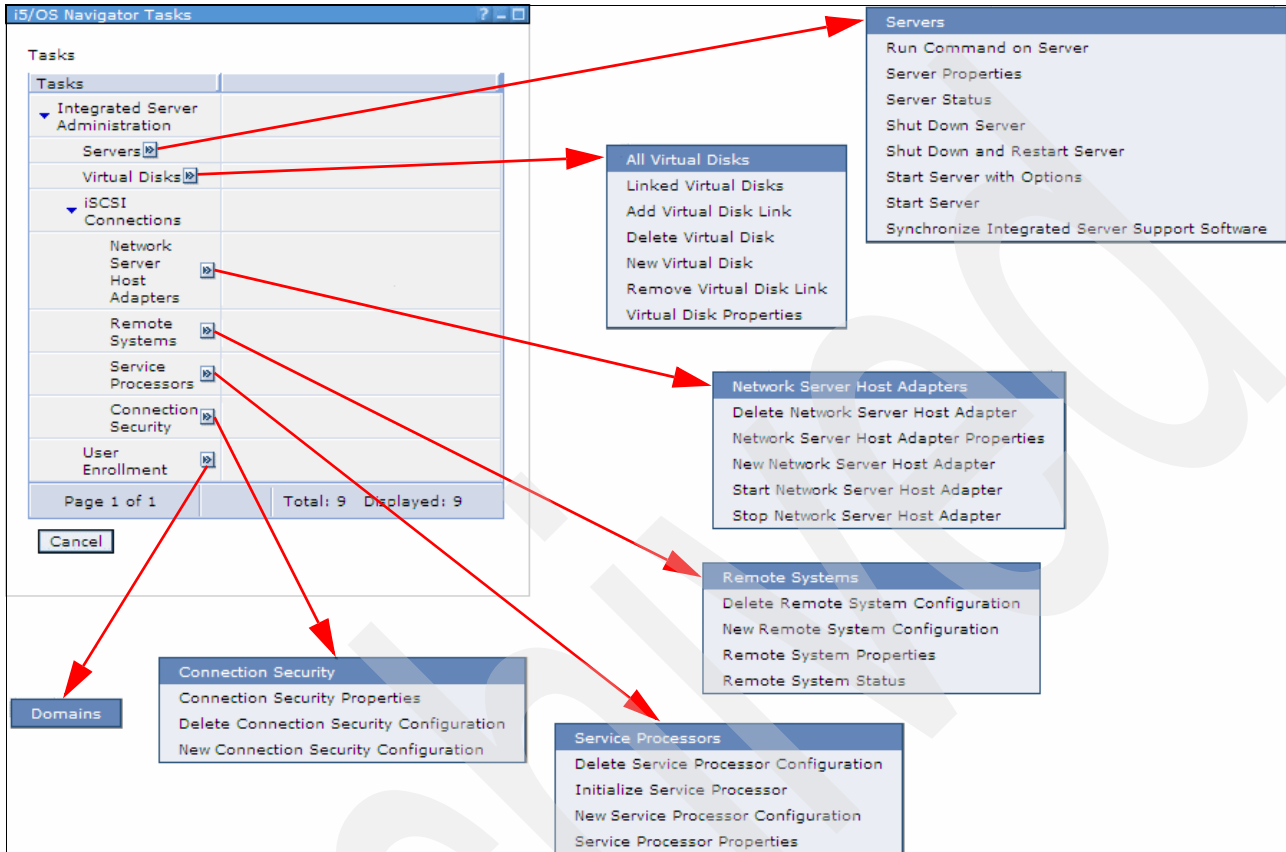 i5/OS Navigator Tasks
? – □
Tasks
Tasks
Integrated Server
Administration
Servers
Virtual Disks
iSCSI
Connections
Network
Server
Host
Adapters
Remote
Systems
Service
Processors
Connection
Security
User
Enrollment
Page 1 of 1
Total: 9 Displayed: 9
Cancel
Servers
Run Command on Server
Server Properties
Server Status
Shut Down Server
Shut Down and Restart Server
Start Server with Options
Start Server
Synchronize Integrated Server Support Software
All Virtual Disks
Linked Virtual Disks
Add Virtual Disk Link
Delete Virtual Disk
New Virtual Disk
Remove Virtual Disk Link
Virtual Disk Properties
Network Server Host Adapters
Delete Network Server Host Adapter
Network Server Host Adapter Properties
New Network Server Host Adapter
Start Network Server Host Adapter
Stop Network Server Host Adapter
Remote Systems
Delete Remote System Configuration
New Remote System Configuration
Remote System Properties
Remote System Status
Domains
Connection Security
Connection Security Properties
Delete Connection Security Configuration
New Connection Security Configuration
Service Processors
Delete Service Processor Configuration
Initialize Service Processor
New Service Processor Configuration
Service Processor Properties